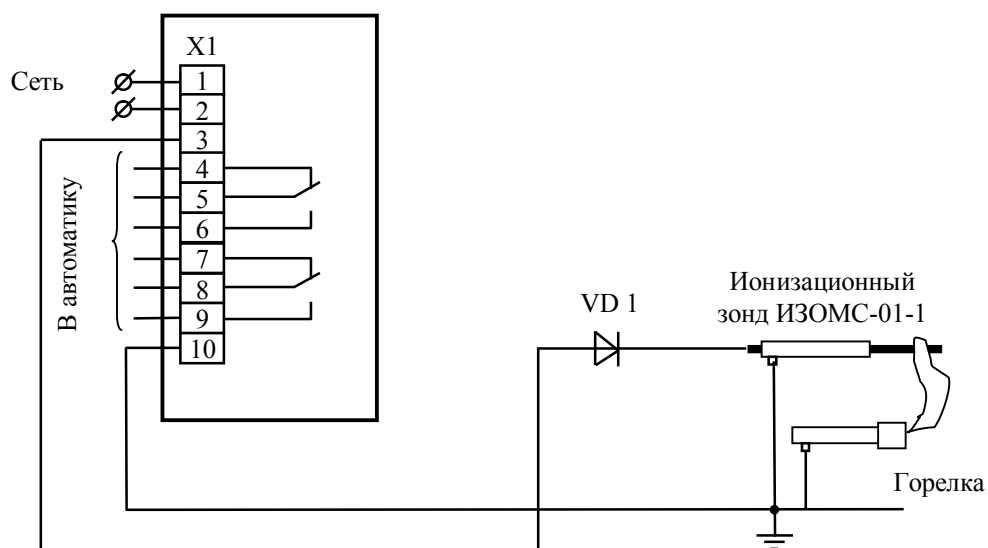 X1
Сеть
1
2
3
4
5
6
7
8
9
10
В автоматику
VD 1
Ионизационный
зонд ИЗОМС-01-1
Горелка